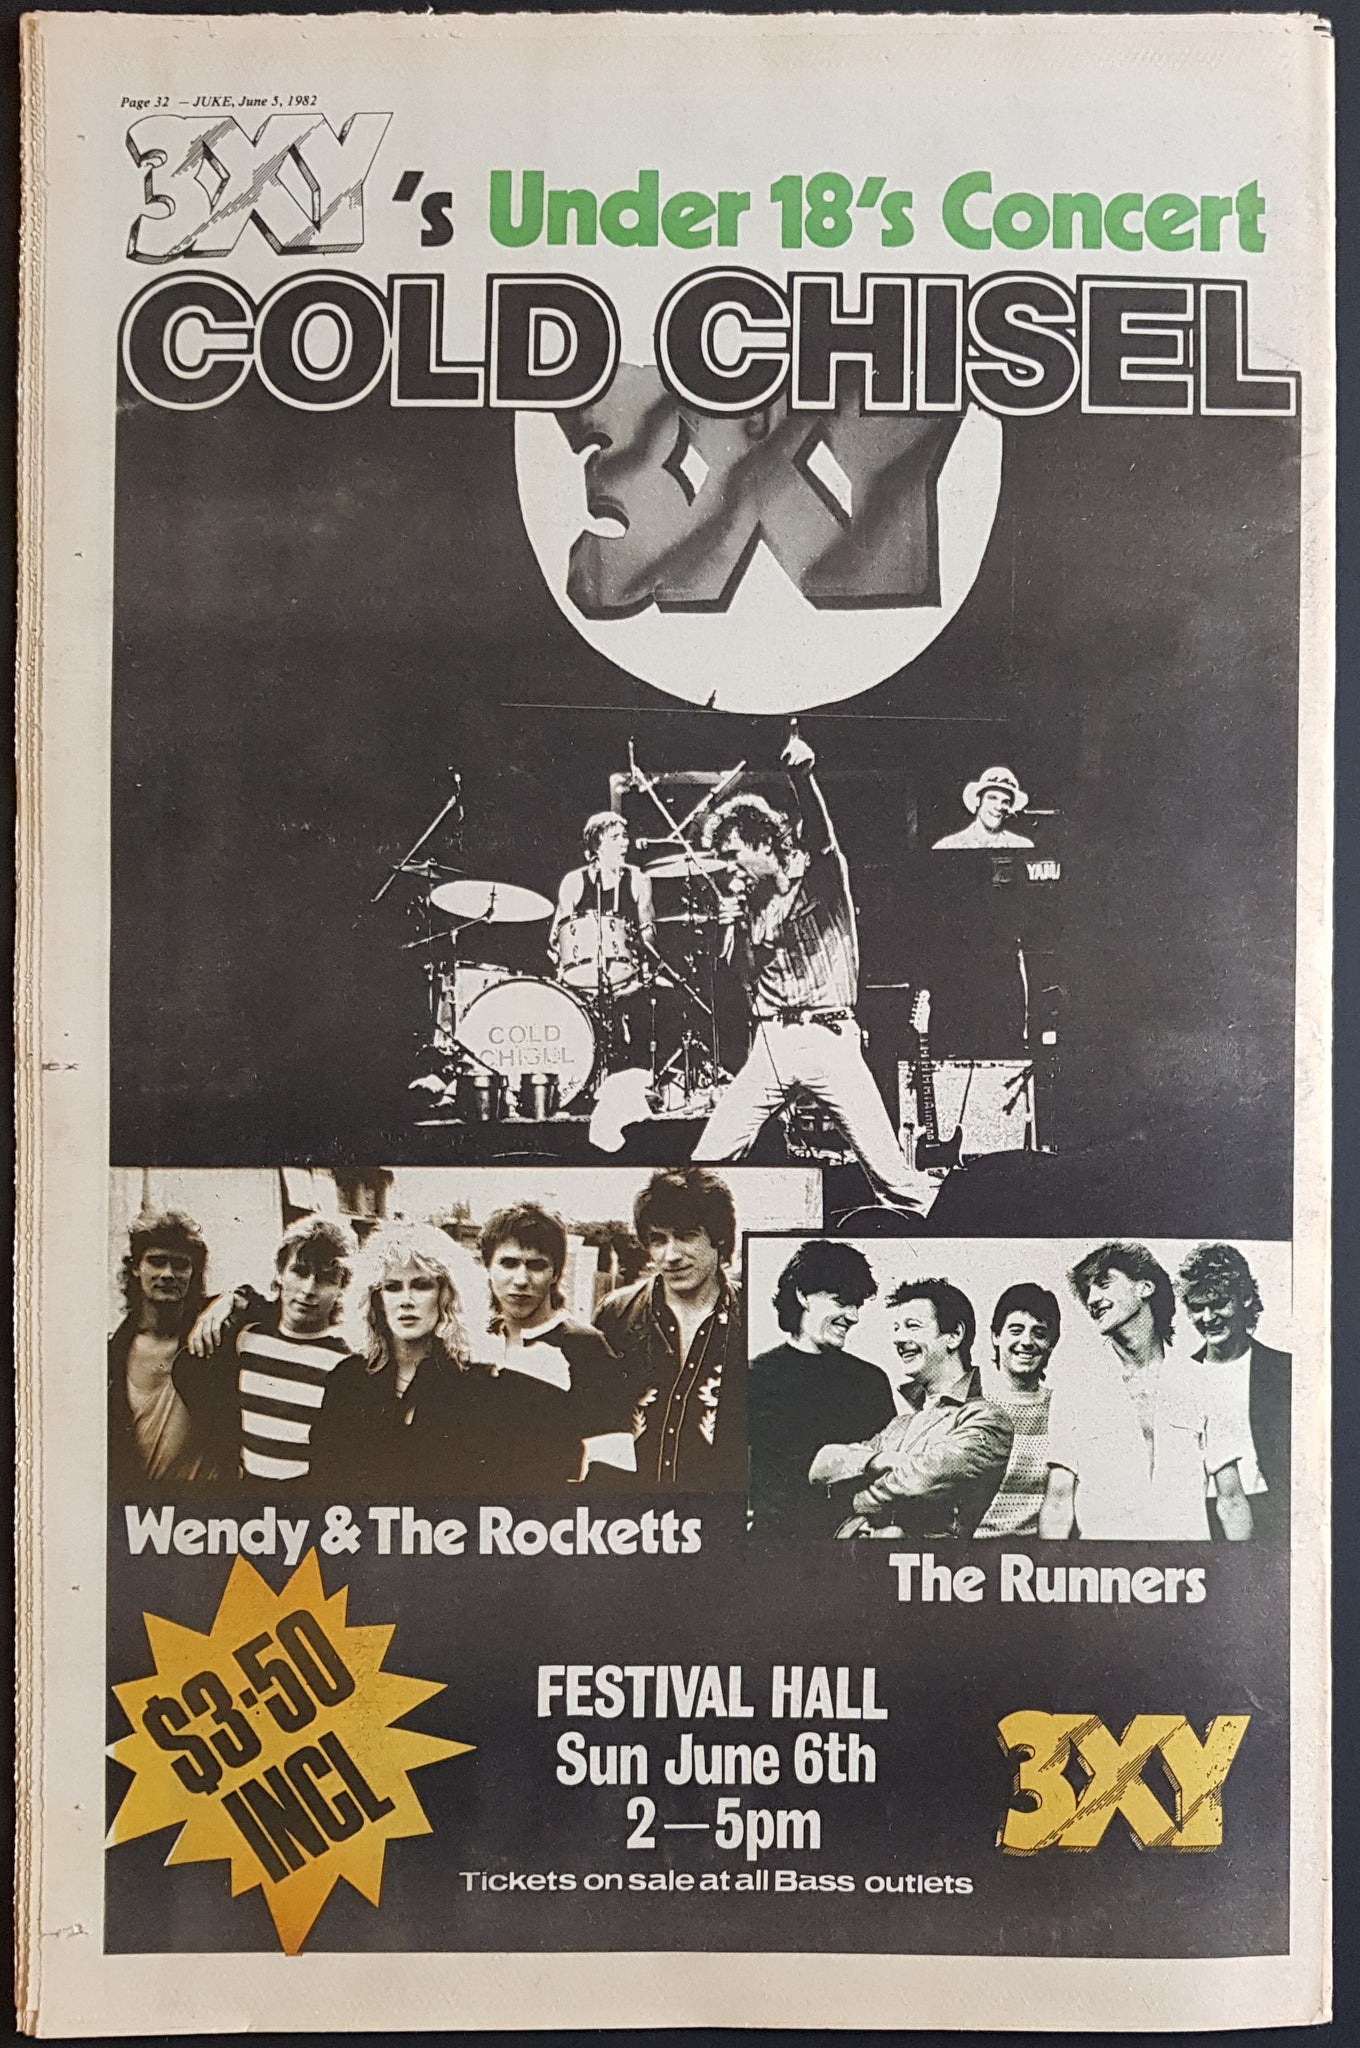 Page 32 — JUKE, June 5, 1982
3XY's Under 18's Concert
COLD CHISEL
3XY
YAM
COLD
CHISEL
Wendy & The Rocketts
The Runners
$3·50
INCL
FESTIVAL HALL
Sun June 6th
2—5pm
3XY
Tickets on sale at all Bass outlets